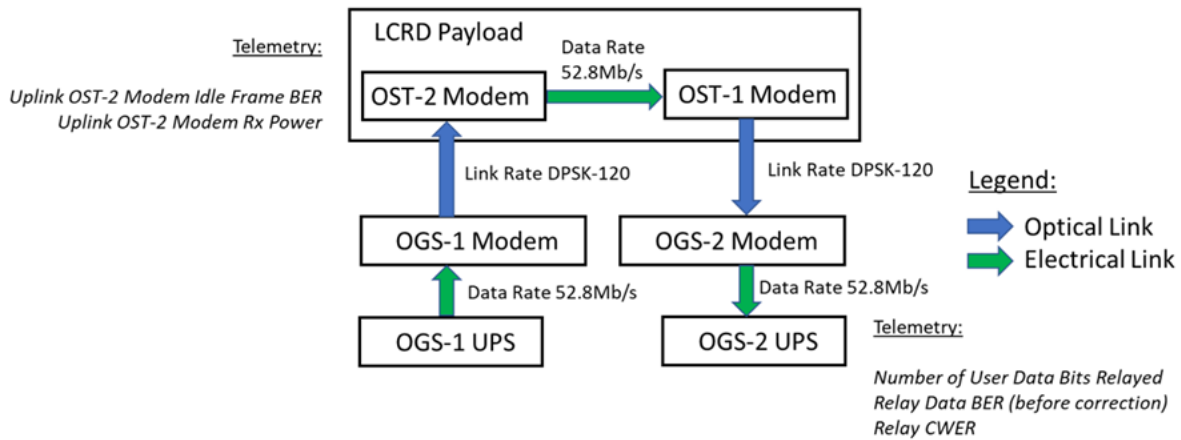 Telemetry:
Uplink OST-2 Modem Idle Frame BER
Uplink OST-2 Modem Rx Power
LCRD Payload
Data Rate
52.8Mb/s
OST-2 Modem
OST-1 Modem
Link Rate DPSK-120
Link Rate DPSK-120
OGS-1 Modem
OGS-2 Modem
Data Rate 52.8Mb/s
Data Rate 52.8Mb/s
OGS-1 UPS
OGS-2 UPS
Legend:
Optical Link
Electrical Link
Telemetry:
Number of User Data Bits Relayed
Relay Data BER (before correction)
Relay CWER